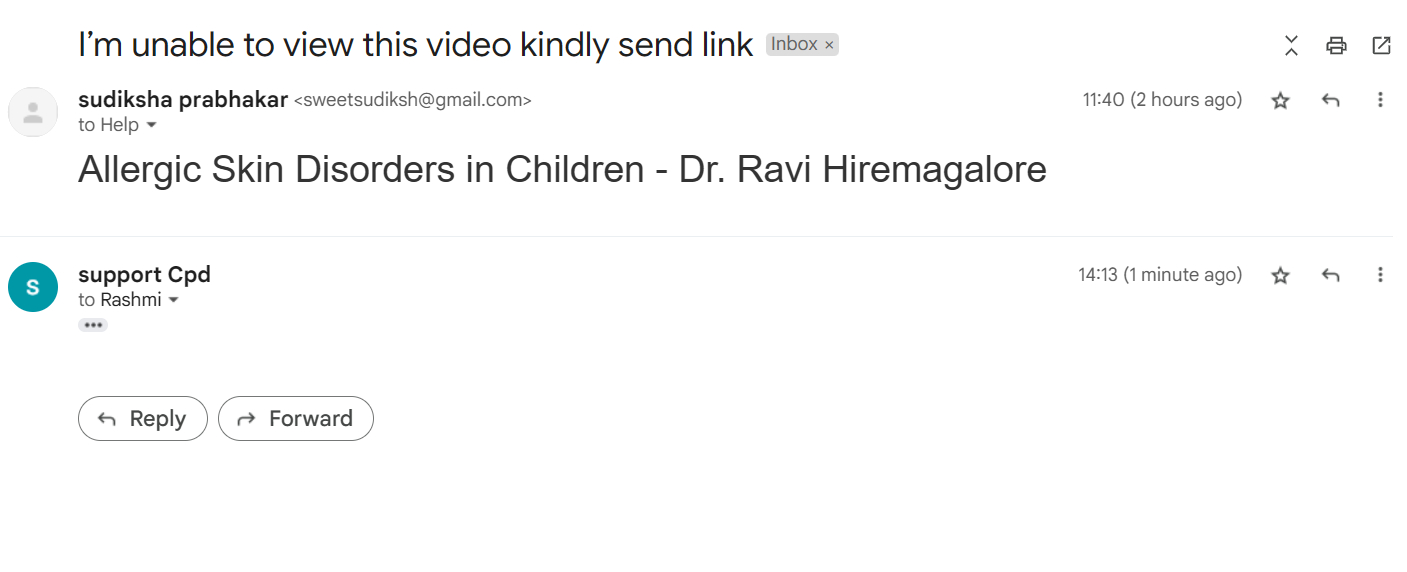 I’m unable to view this video kindly send link Inbox ×
sudiksha prabhakar <sweetsudiksh@gmail.com> 11:40 (2 hours ago)
to Help
Allergic Skin Disorders in Children - Dr. Ravi Hiremagalore
S
support Cpd 14:13 (1 minute ago)
to Rashmi
Reply Forward